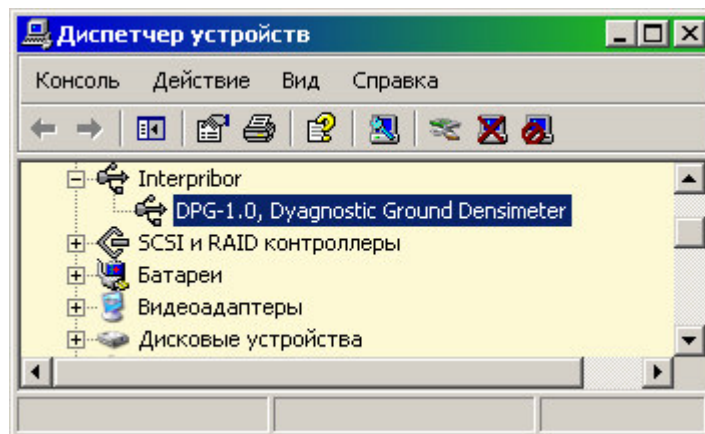 Диспетчер устройств
Консоль Действие Вид Справка
Interpribor
DPG-1.0, Dyagnostic Ground Densimeter
SCSI и RAID контроллеры
Батареи
Видеоадаптеры
Дисковые устройства